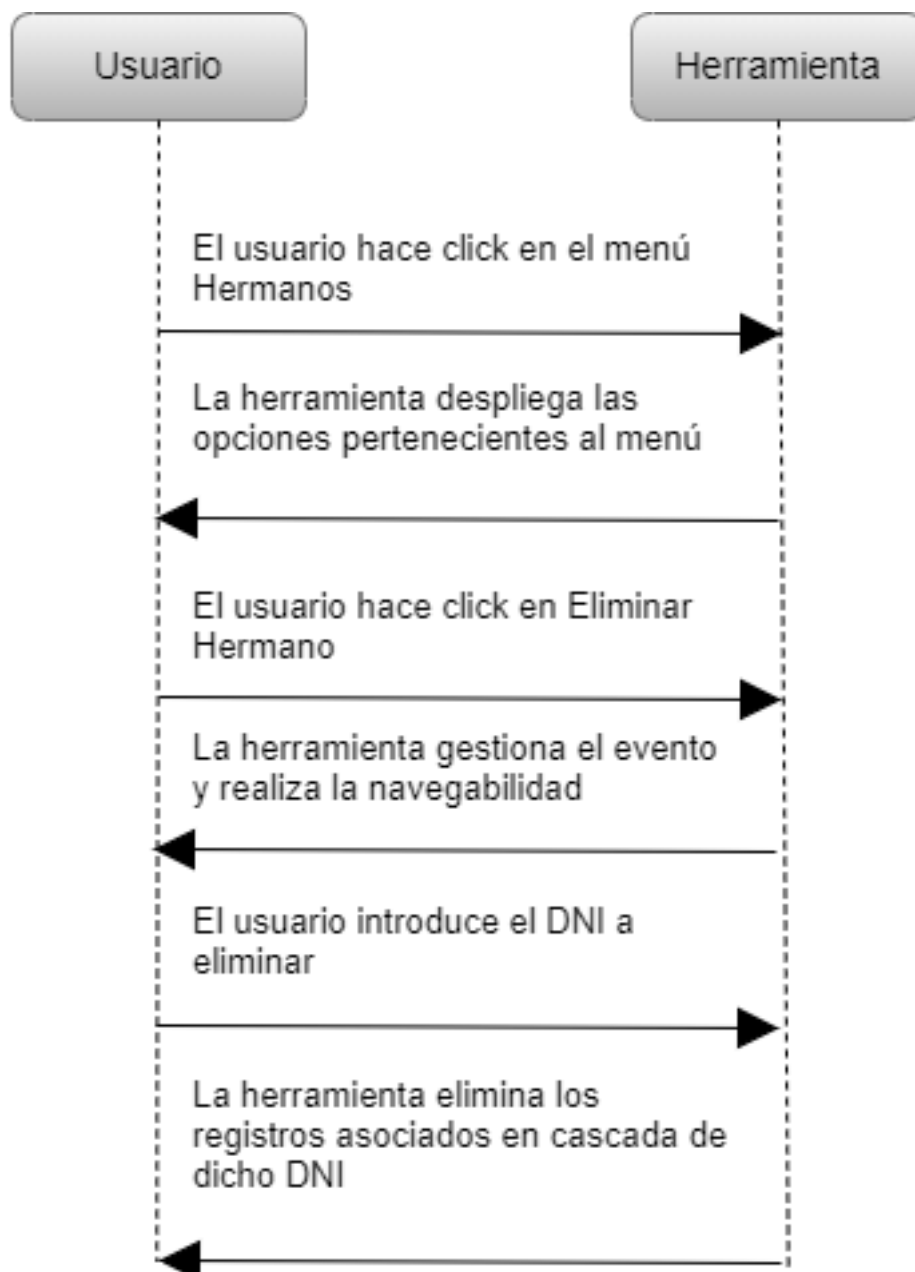 Usuario
Herramienta
El usuario hace click en el menú
Hermanos
La herramienta despliega las
opciones pertenecientes al menú
El usuario hace click en Eliminar
Hermano
La herramienta gestiona el evento
y realiza la navegabilidad
El usuario introduce el DNI a
eliminar
La herramienta elimina los
registros asociados en cascada de
dicho DNI